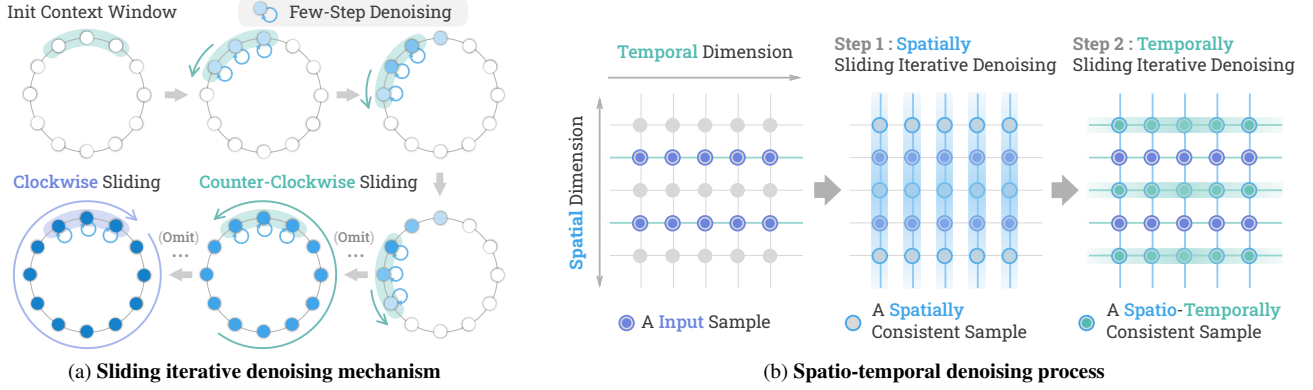 Init Context Window
Few-Step Denoising
Clockwise Sliding
Counter-Clockwise Sliding
(Omit)
...
(Omit)
...
(a) Sliding iterative denoising mechanism
Temporal Dimension
Spatial Dimension
Step 1 : Spatially
Sliding Iterative Denoising
Step 2 : Temporally
Sliding Iterative Denoising
A Input Sample
A Spatially
Consistent Sample
A Spatio-Temporally
Consistent Sample
(b) Spatio-temporal denoising process